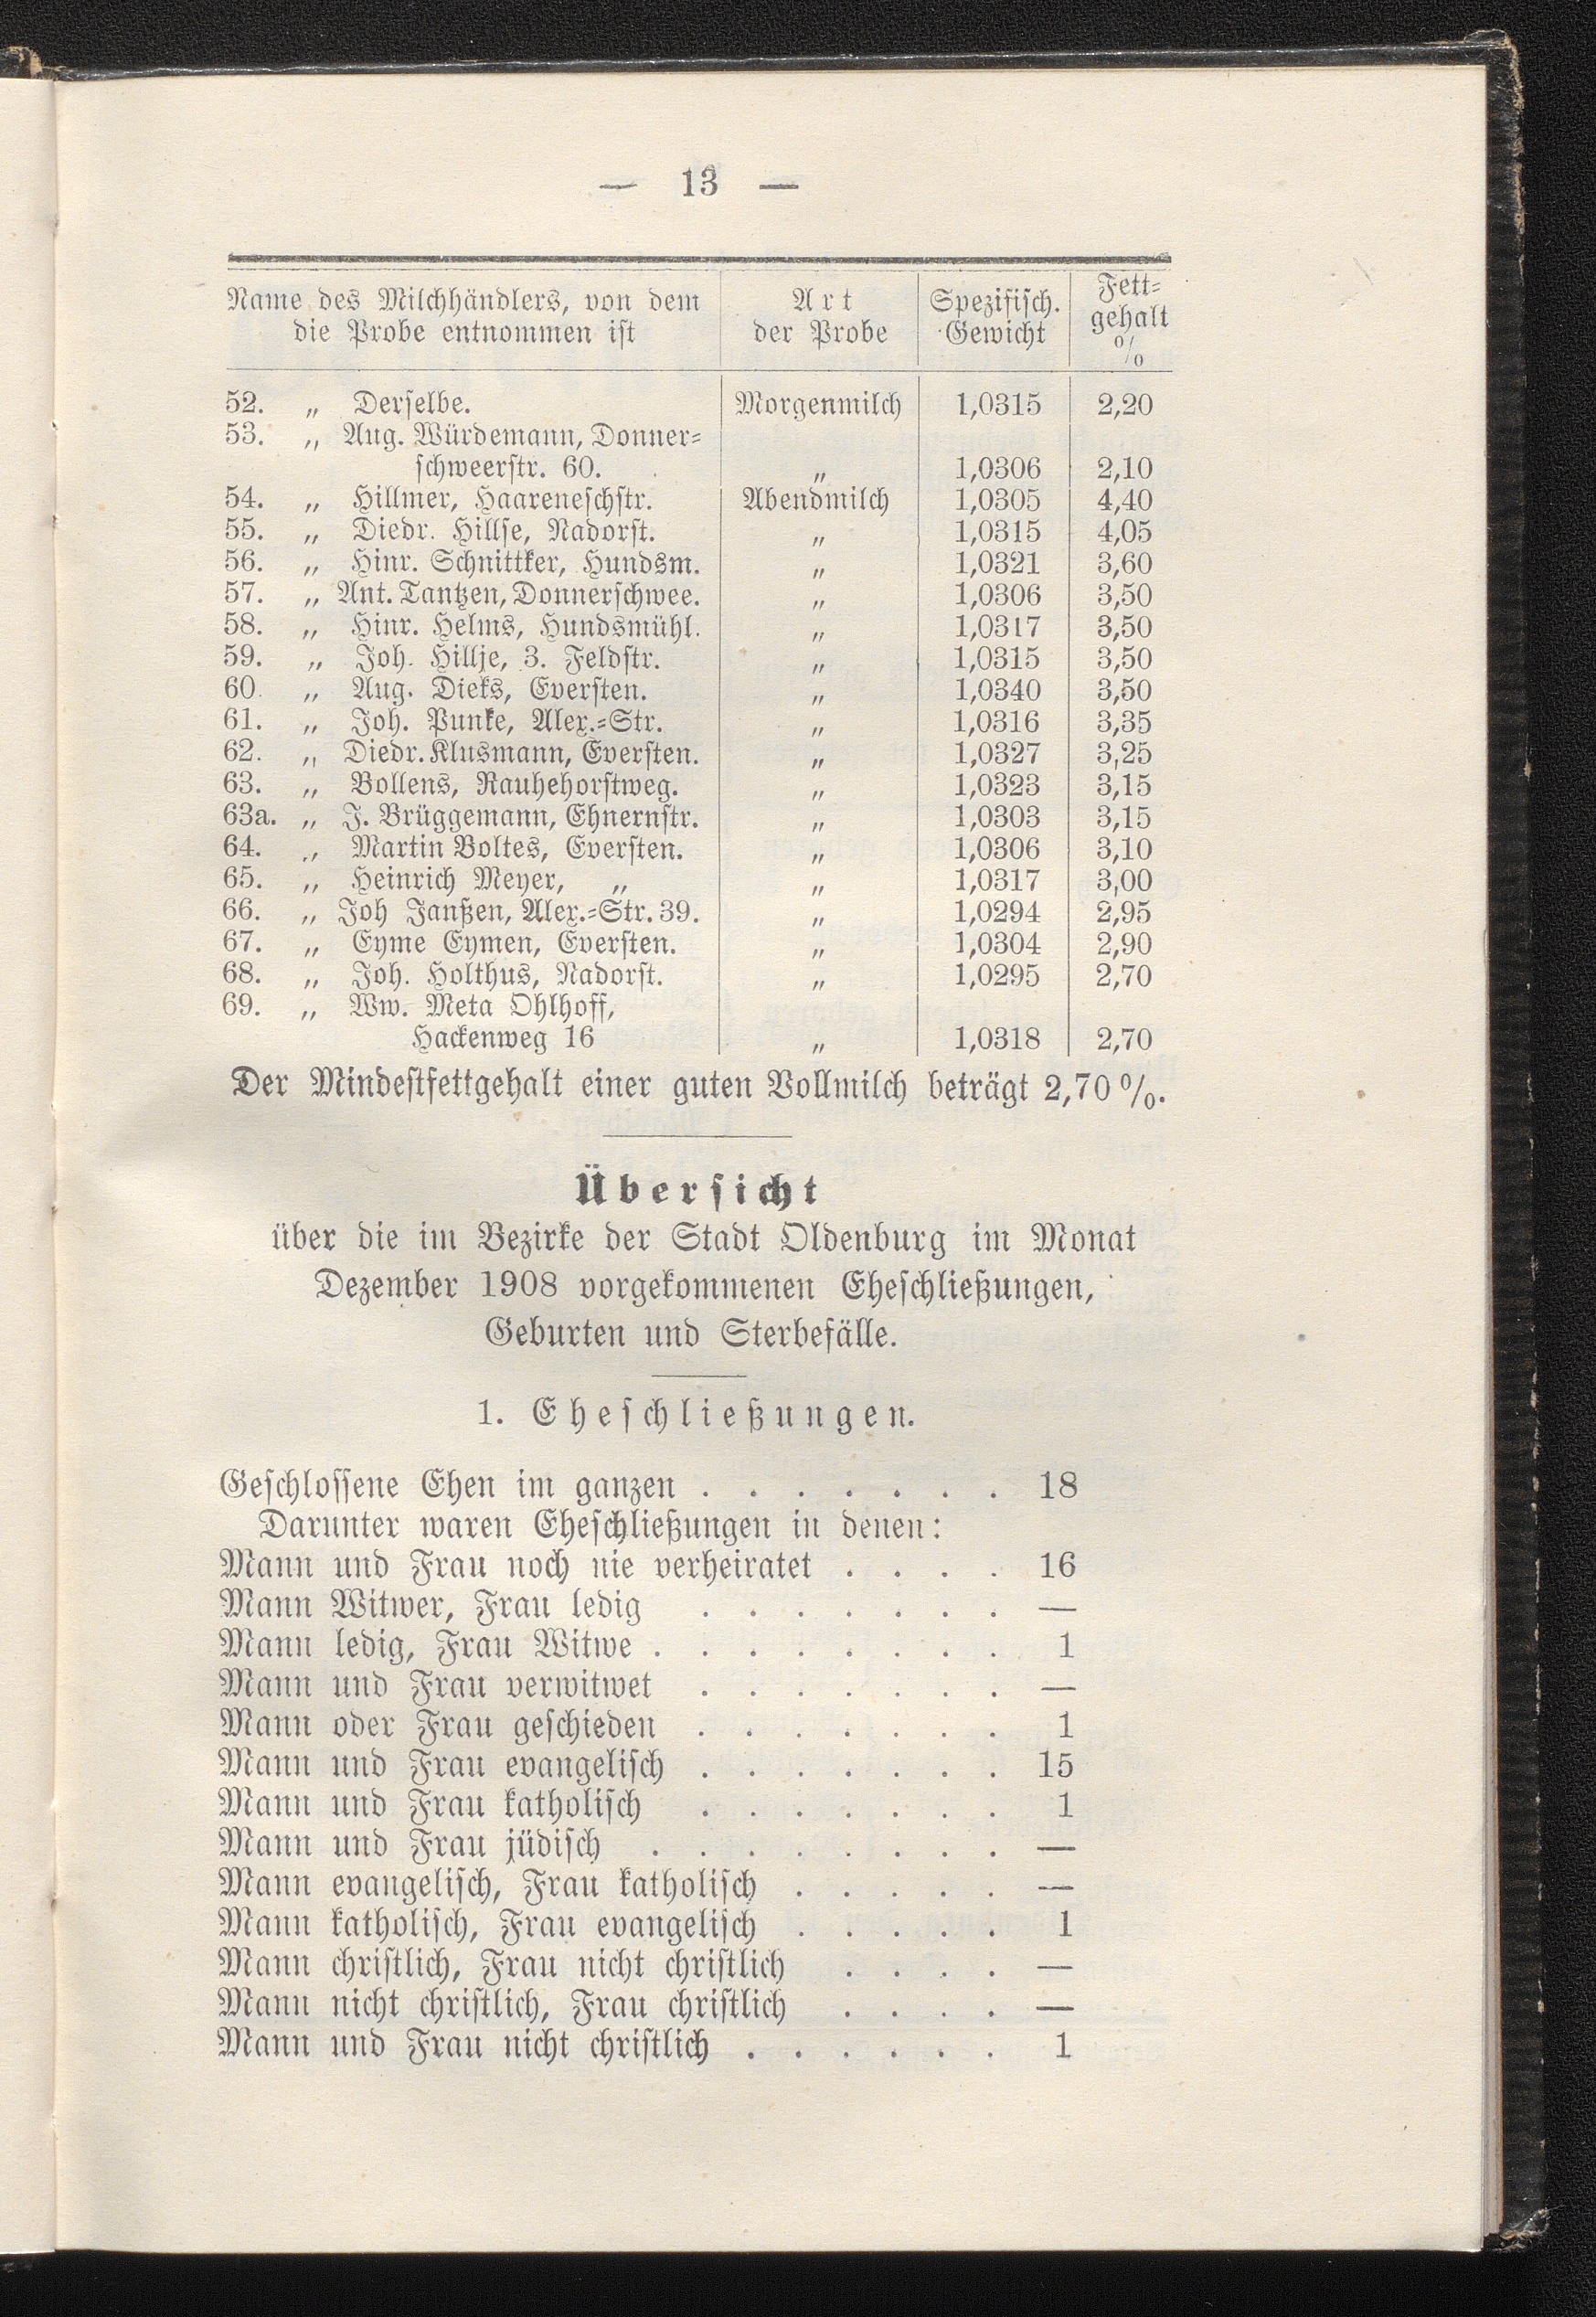 — 13 —
Name des Milchhändlers, von dem die Probe entnommen ist | Art der Probe | Spezifisch. Gewicht | Fett=gehalt %
52. „ Derselbe. Morgenmilch 1,0315 2,20
53. „ Aug. Würdemann, Donner=
schweerstr. 60. „ 1,0306 2,10
54. „ Hillmer, Haareneschstr. Abendmilch 1,0305 4,40
55. „ Diedr. Hillse, Nadorst. „ 1,0315 4,05
56. „ Hinr. Schnittker, Hundsm. „ 1,0321 3,60
57. „ Ant. Tantzen, Donnerschwee. „ 1,0306 3,50
58. „ Hinr. Helms, Hundsmühl. „ 1,0317 3,50
59. „ Joh. Hillje, 3. Feldstr. „ 1,0315 3,50
60. „ Aug. Dieks, Eversten. „ 1,0340 3,50
61. „ Joh. Punke, Alex.=Str. „ 1,0316 3,35
62. „ Diedr. Klusmann, Eversten. „ 1,0327 3,25
63. „ Bollens, Rauhehorstweg. „ 1,0323 3,15
63a. „ J. Brüggemann, Ehnernstr. „ 1,0303 3,15
64. „ Martin Boltes, Eversten. „ 1,0306 3,10
65. „ Heinrich Meyer, „ „ 1,0317 3,00
66. „ Joh Janßen, Alex.=Str. 39. „ 1,0294 2,95
67. „ Eyme Eymen, Eversten. „ 1,0304 2,90
68. „ Joh. Holthus, Nadorst. „ 1,0295 2,70
69. „ Ww. Meta Ohlhoff,
Hackenweg 16 „ 1,0318 2,70
Der Mindestfettgehalt einer guten Vollmilch beträgt 2,70 %.
Übersicht
über die im Bezirke der Stadt Oldenburg im Monat
Dezember 1908 vorgekommenen Eheschließungen,
Geburten und Sterbefälle.
1. Eheschließungen.
Geschlossene Ehen im ganzen . . . . . . . 18
Darunter waren Eheschließungen in denen:
Mann und Frau noch nie verheiratet . . . . 16
Mann Witwer, Frau ledig . . . . . . . —
Mann ledig, Frau Witwe . . . . . . . . 1
Mann und Frau verwitwet . . . . . . . —
Mann oder Frau geschieden . . . . . . . 1
Mann und Frau evangelisch . . . . . . . 15
Mann und Frau katholisch . . . . . . . 1
Mann und Frau jüdisch . . . . . . . . —
Mann evangelisch, Frau katholisch . . . . . —
Mann katholisch, Frau evangelisch . . . . . 1
Mann christlich, Frau nicht christlich . . . . —
Mann nicht christlich, Frau christlich . . . . —
Mann und Frau nicht christlich . . . . . . 1